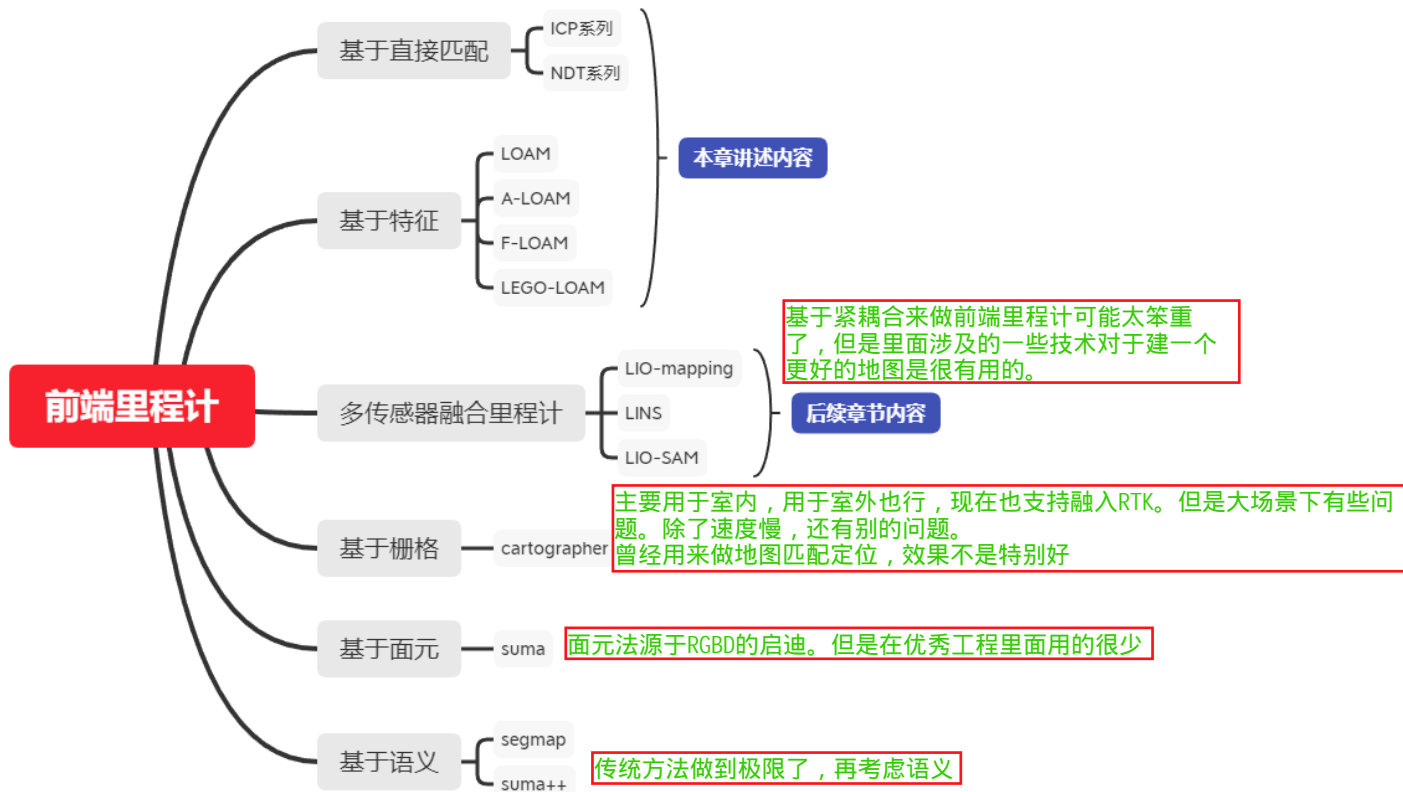 前端里程计
基于直接匹配
ICP系列
NDT系列
基于特征
LOAM
A-LOAM
F-LOAM
LEGO-LOAM
本章讲述内容
多传感器融合里程计
LIO-mapping
LINS
LIO-SAM
基于紧耦合来做前端里程计可能太笨重
了，但是里面涉及的一些技术对于建一个
更好的地图是很有用的。
后续章节内容
基于栅格
cartographer
主要用于室内，用于室外也行，现在也支持融入RTK。但是大场景下有些问
题。除了速度慢，还有别的问题。
曾经用来做地图匹配定位，效果不是特别好
基于面元
suma
面元法源于RGBD的启迪。但是在优秀工程里面用的很少
基于语义
segmap
suma++
传统方法做到极限了，再考虑语义